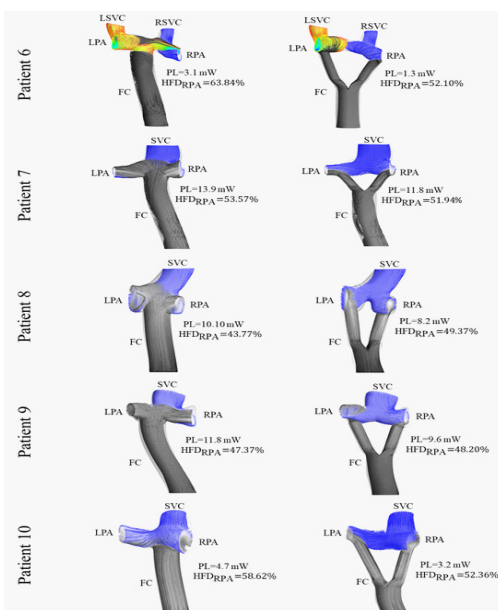 Patient 6
LSVC
RSVC
LPA
RPA
PL=3.1 mW
HFDRPA=63.84%
FC
LSVC
RSVC
LPA
RPA
PL=1.3 mW
HFDRPA=52.10%
FC
Patient 7
SVC
LPA
RPA
PL=13.9 mW
HFDRPA=53.57%
FC
SVC
LPA
RPA
PL=11.8 mW
HFDRPA=51.94%
FC
Patient 8
SVC
LPA
RPA
PL=10.10 mW
HFDRPA=43.77%
FC
SVC
LPA
RPA
PL=8.2 mW
HFDRPA=49.37%
FC
Patient 9
SVC
LPA
RPA
PL=11.8 mW
HFDRPA=47.37%
FC
SVC
LPA
RPA
PL=9.6 mW
HFDRPA=48.20%
FC
Patient 10
SVC
LPA
RPA
PL=4.7 mW
HFDRPA=58.62%
FC
SVC
LPA
RPA
PL=3.2 mW
HFDRPA=52.36%
FC